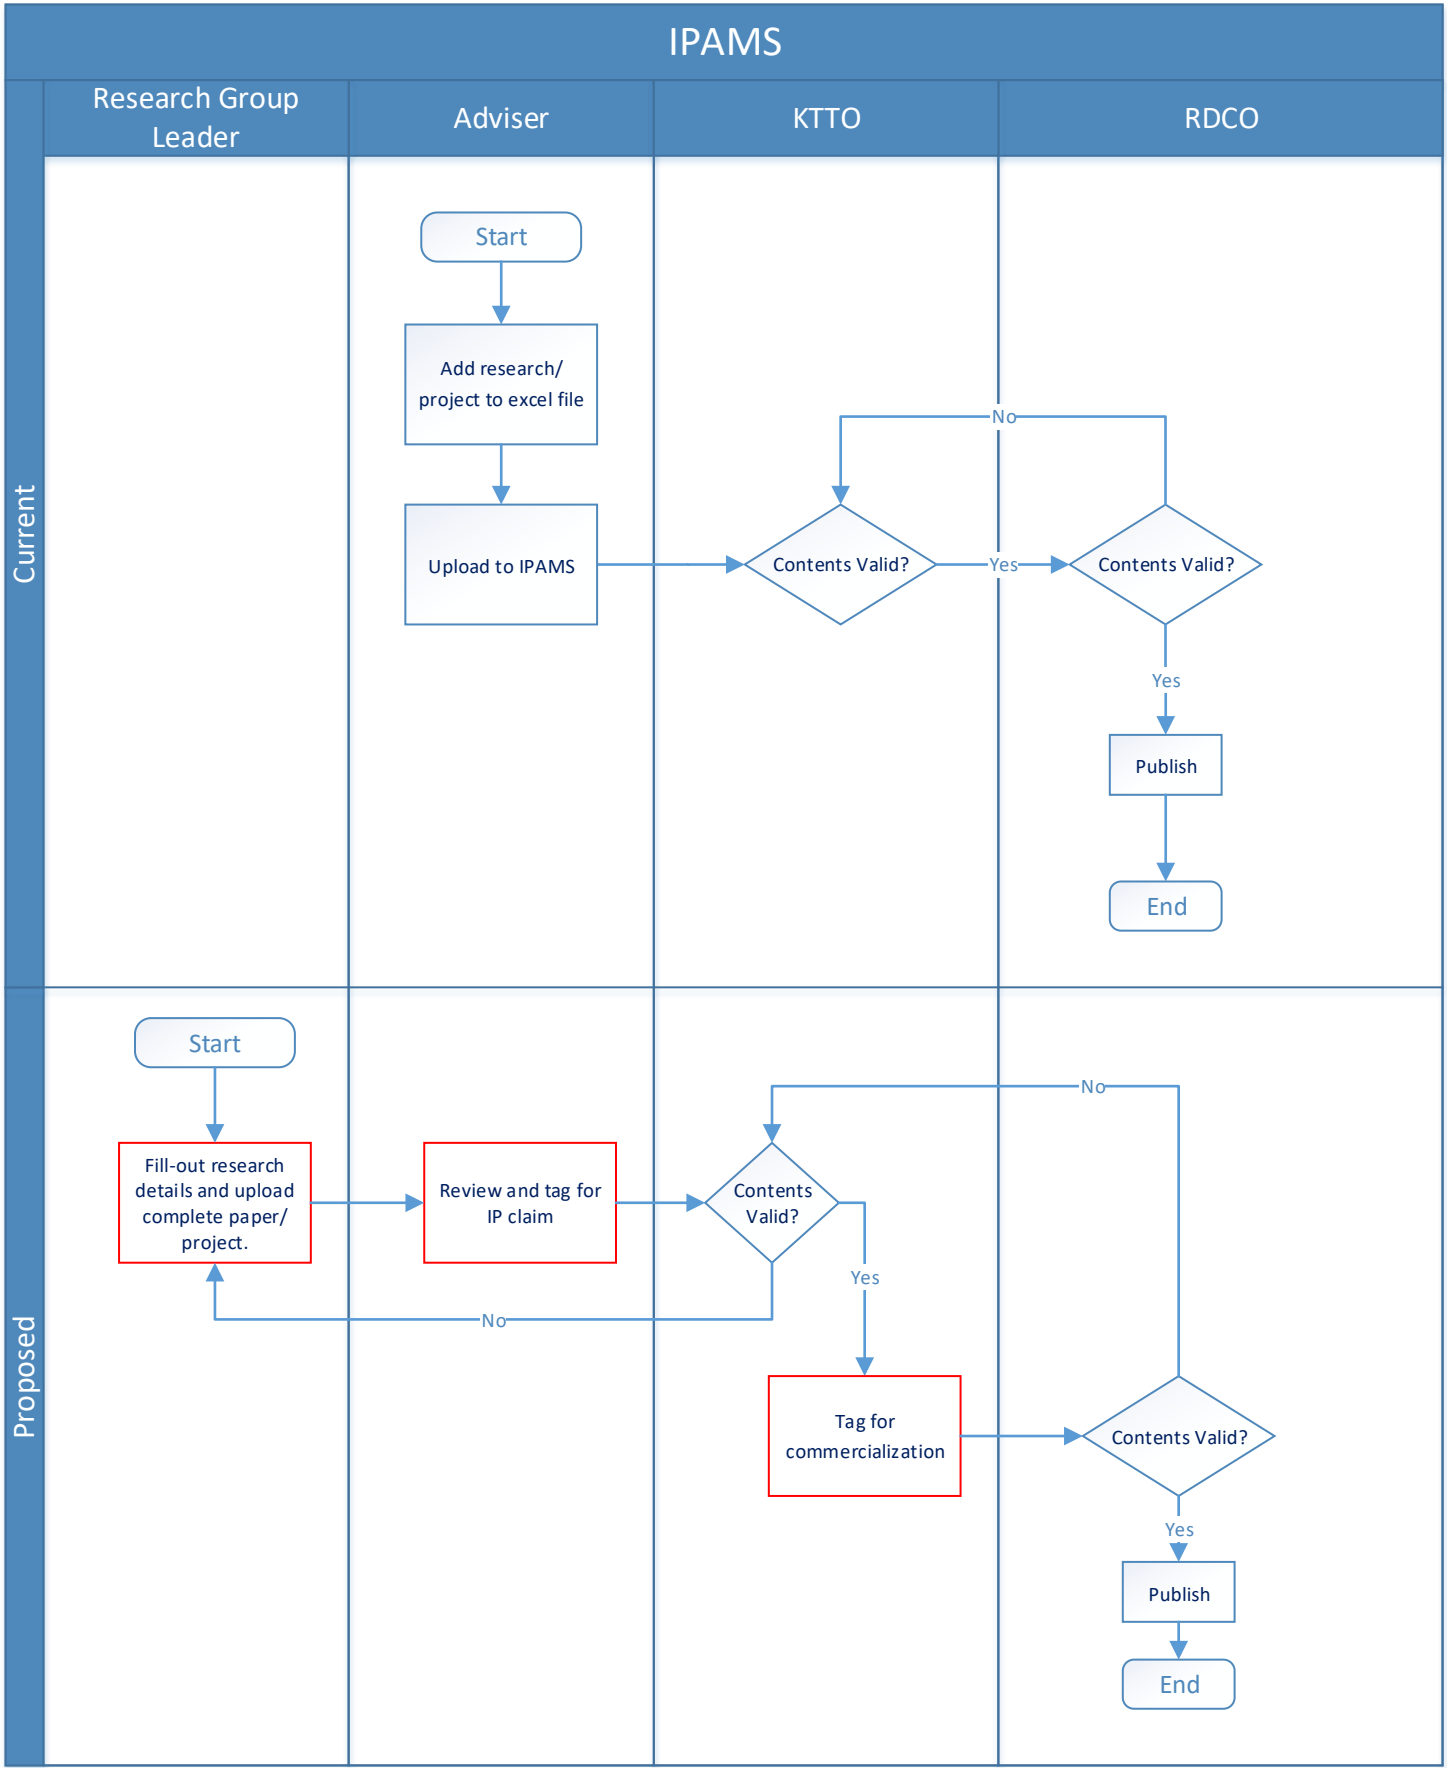 IPAMS
Research Group
Leader
Adviser
KTTO
RDCO
Current
Start
Add research/
project to excel file
No
Upload to IPAMS
Contents Valid?
Yes
Contents Valid?
Yes
Publish
End
Proposed
Start
No
Fill-out research
details and upload
complete paper/
project.
Review and tag for
IP claim
Contents
Valid?
Yes
No
Tag for
commercialization
Contents Valid?
Yes
Publish
End